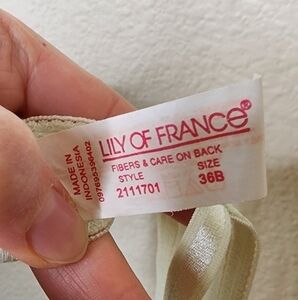 LILY OF FRANCE®
FIBERS & CARE ON BACK
STYLE SIZE
2111701 36B
MADE IN
INDONESIA